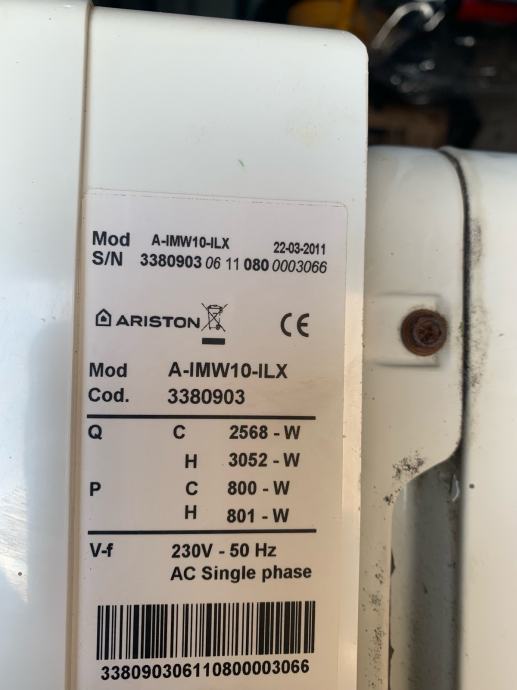 Mod A-IMW10-ILX 22-03-2011
S/N 3380903 06 11 080 0003066
ARISTON CE
Mod A-IMW10-ILX
Cod. 3380903
Q C 2568 - W
H 3052 - W
P C 800 - W
H 801 - W
V-f 230V - 50 Hz
AC Single phase
338090306110800003066